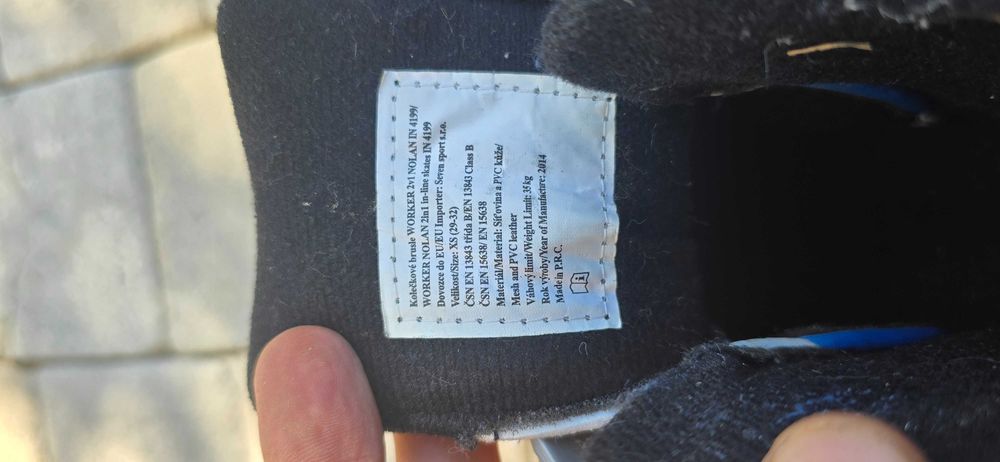 Kolečkové brusle WORKER 2v1 NOLAN IN 4199/
WORKER NOLAN 2in1 in-line skates IN 4199
Dovozce do EU/EU Importer: Seven sport s.r.o.
Velikost/Size: XS (29-32)
ČSN EN 13843 třída B/EN 13843 Class B
ČSN EN 15638/ EN 15638
Materiál/Material: Síťovina a PVC kůže/
Mesh and PVC leather
Váhový limit/Weight Limit: 35 kg
Rok výroby/Year of Manufactire: 2014
Made in P.R.C.